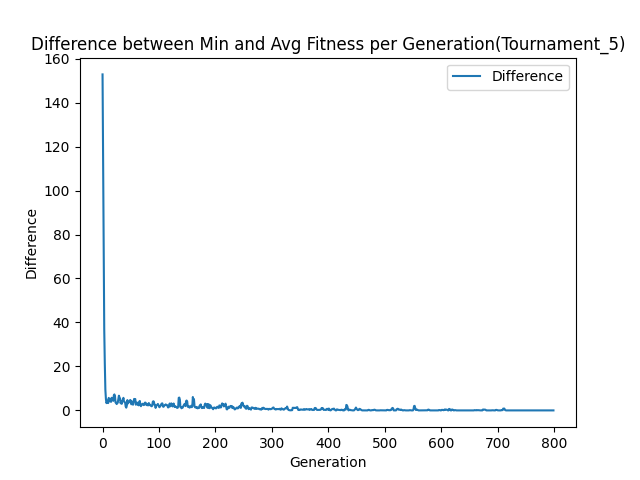 Difference between Min and Avg Fitness per Generation(Tournament_5)
Difference
160
140
120
100
80
60
40
20
0
Difference
0 100 200 300 400 500 600 700 800
Generation